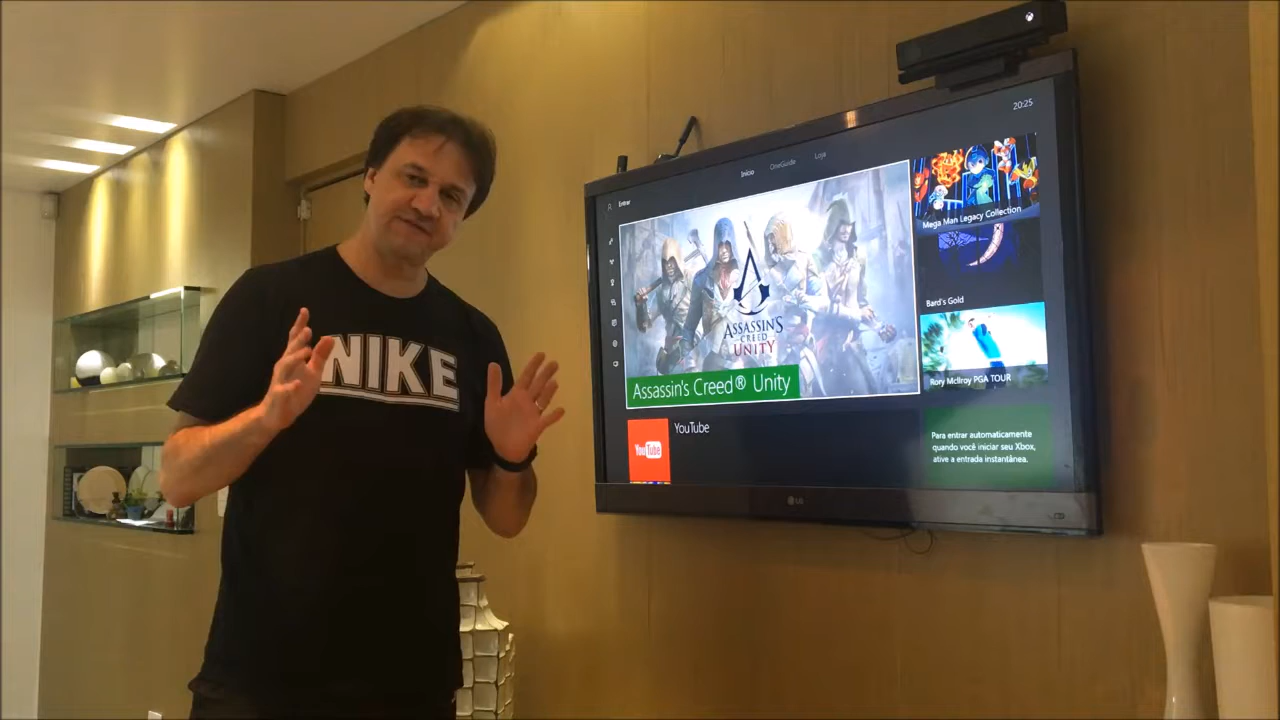 20:25
Início
OneGuide
Loja
Entrar
NIKE
ASSASSIN'S
CREED
UNITY
Assassin's Creed® Unity
Mega Man Legacy Collection
Bard's Gold
Rory McIlroy PGA TOUR
YouTube
YouTube
Para entrar automaticamente
quando você iniciar seu Xbox,
ative a entrada instantânea.
LG